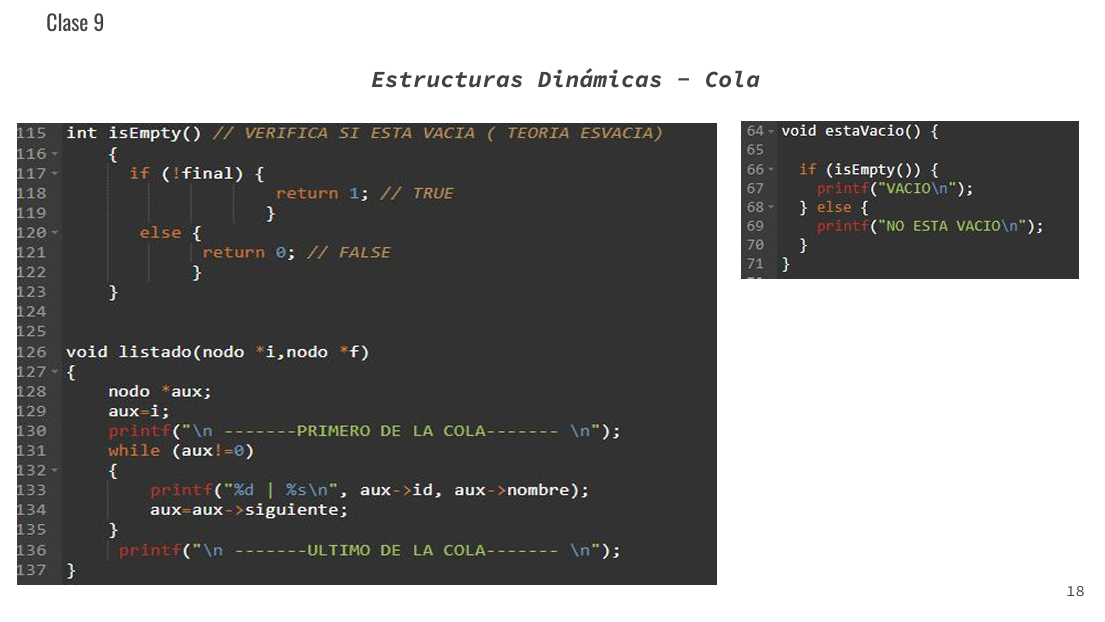 Clase 9
Estructuras Dinámicas - Cola
115 int isEmpty() // VERIFICA SI ESTA VACIA ( TEORIA ESVACIA)
116 {
117 if (!final) {
118 return 1; // TRUE
119 }
120 else {
121 return 0; // FALSE
122 }
123 }
124
125
126 void listado(nodo *i,nodo *f)
127 {
128 nodo *aux;
129 aux=i;
130 printf("\n -------PRIMERO DE LA COLA------- \n");
131 while (aux!=0)
132 {
133 printf("%d | %s\n", aux->id, aux->nombre);
134 aux=aux->siguiente;
135 }
136 printf("\n -------ULTIMO DE LA COLA------- \n");
137 }
64 void estaVacio() {
65
66 if (isEmpty()) {
67 printf("VACIO\n");
68 } else {
69 printf("NO ESTA VACIO\n");
70 }
71 }
18